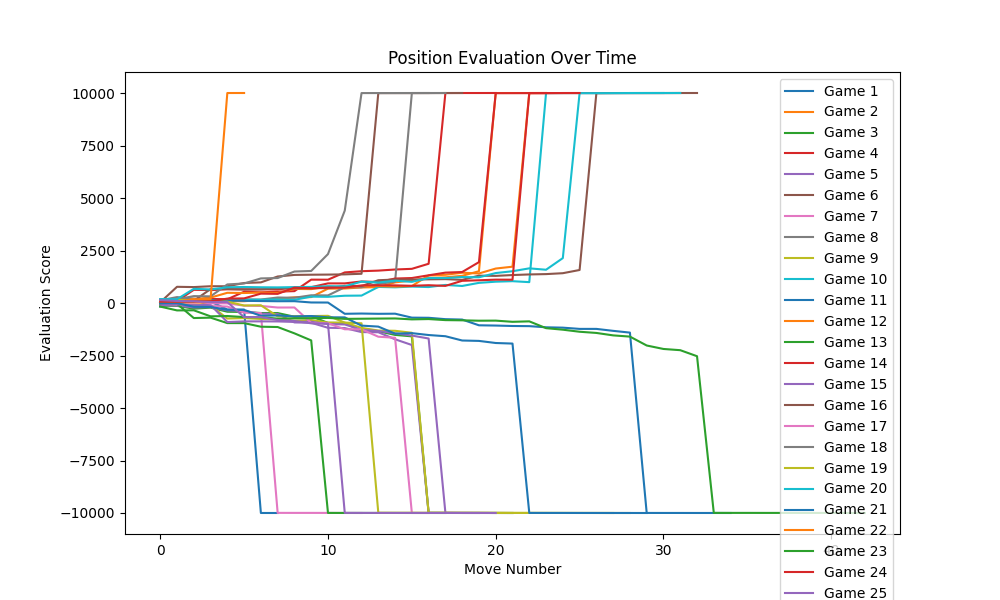 Position Evaluation Over Time
10000
7500
5000
2500
0
−2500
−5000
−7500
−10000
Evaluation Score
0
10
20
30
Move Number
Game 1
Game 2
Game 3
Game 4
Game 5
Game 6
Game 7
Game 8
Game 9
Game 10
Game 11
Game 12
Game 13
Game 14
Game 15
Game 16
Game 17
Game 18
Game 19
Game 20
Game 21
Game 22
Game 23
Game 24
Game 25